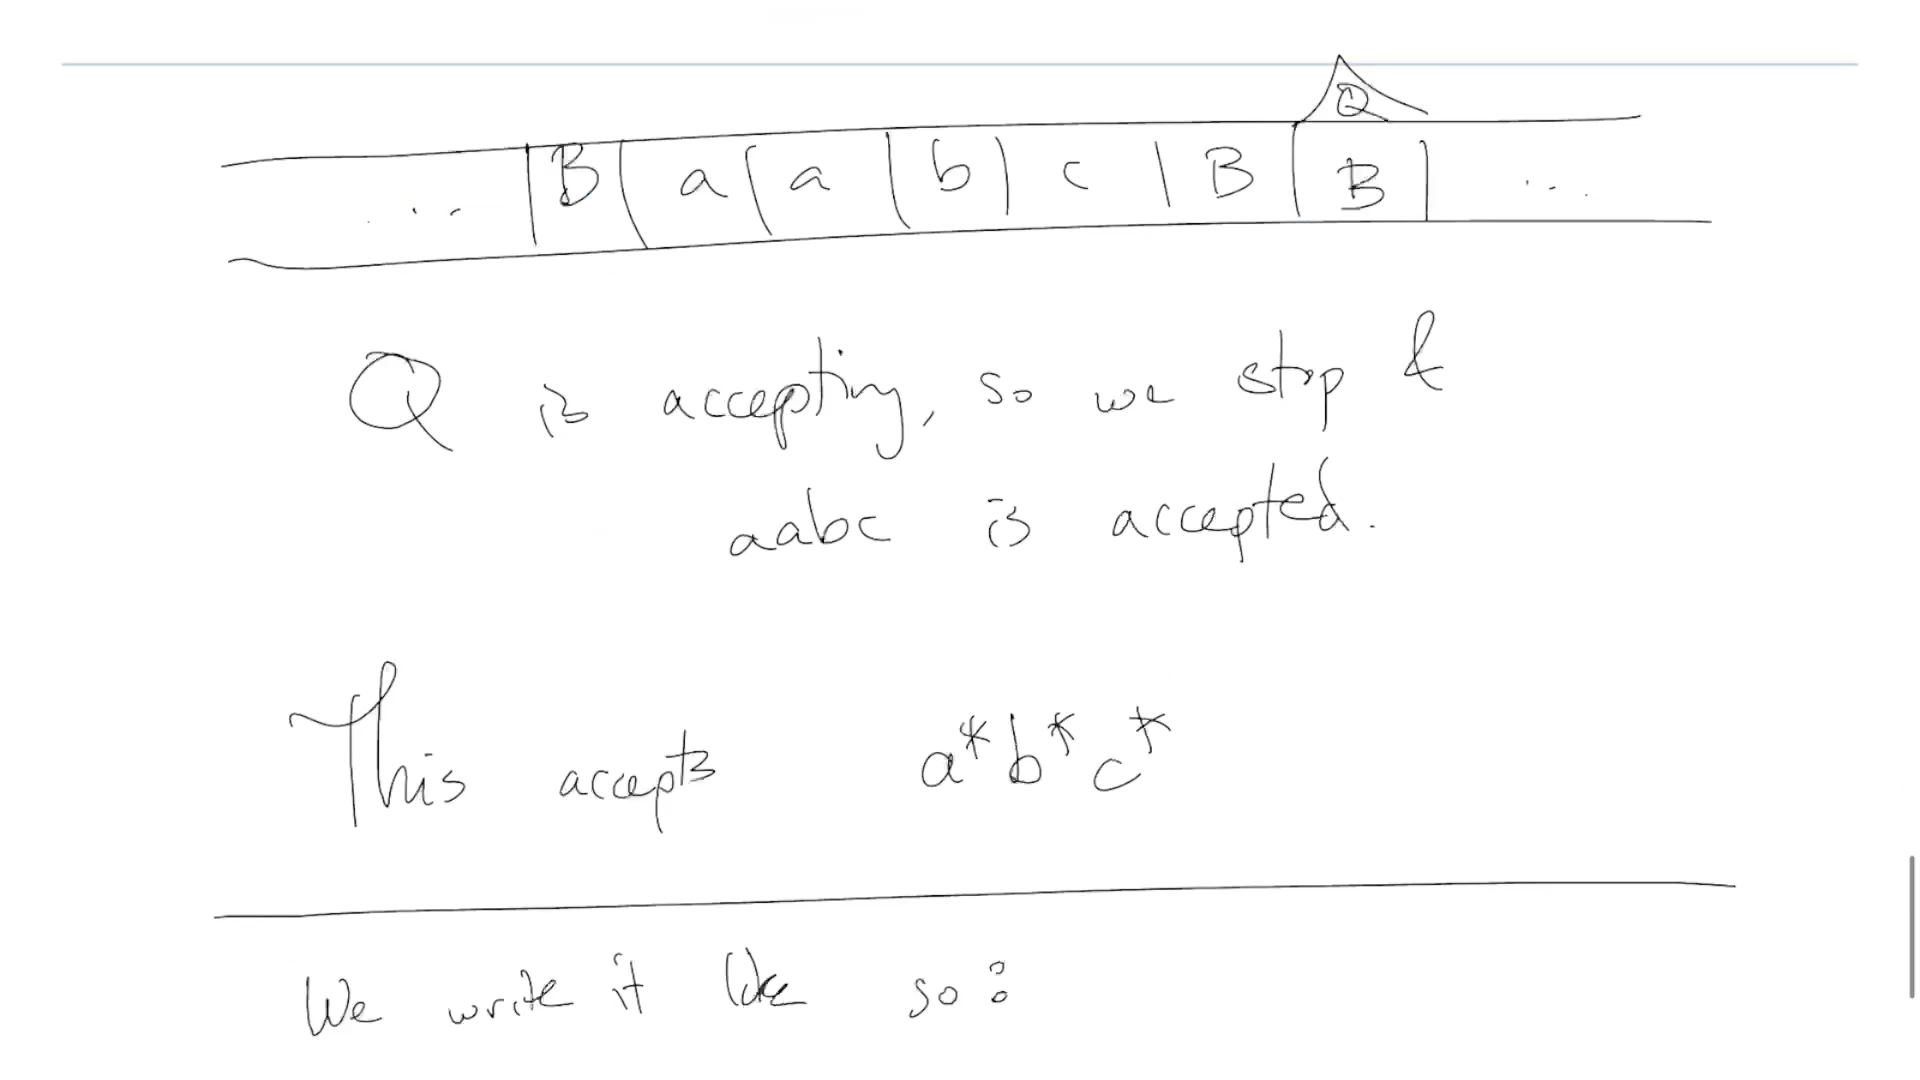 Q
... | B | a | a | b | c | B | B | ...
Q is accepting, so we stop &
aabc is accepted.
This accepts a* b* c*
We write it like so: